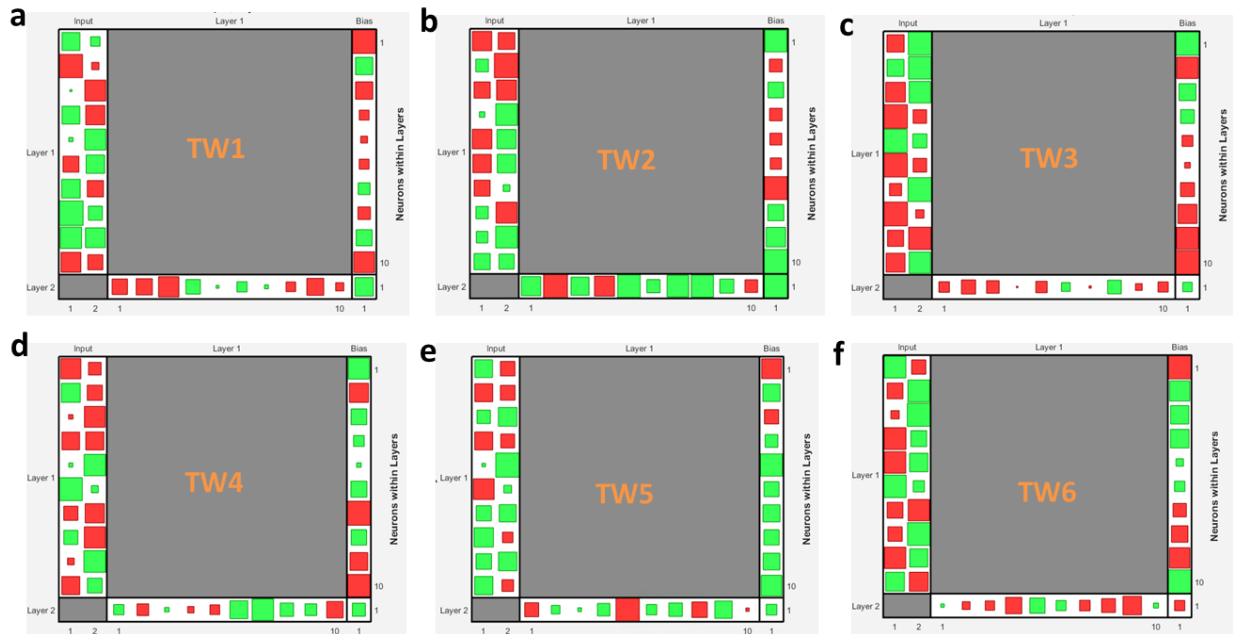 a
Input Layer 1 Bias
1
Layer 1
TW1
Neurons within Layers
10
Layer 2
1
1 2 1 10 1
b
Input Layer 1 Bias
1
Layer 1
TW2
Neurons within Layers
10
Layer 2
1
1 2 1 10 1
c
Input Layer 1 Bias
1
Layer 1
TW3
Neurons within Layers
10
Layer 2
1
1 2 1 10 1
d
Input Layer 1 Bias
1
Layer 1
TW4
Neurons within Layers
10
Layer 2
1
1 2 1 10 1
e
Input Layer 1 Bias
1
Layer 1
TW5
Neurons within Layers
10
Layer 2
1
1 2 1 10 1
f
Input Layer 1 Bias
1
Layer 1
TW6
Neurons within Layers
10
Layer 2
1
1 2 1 10 1